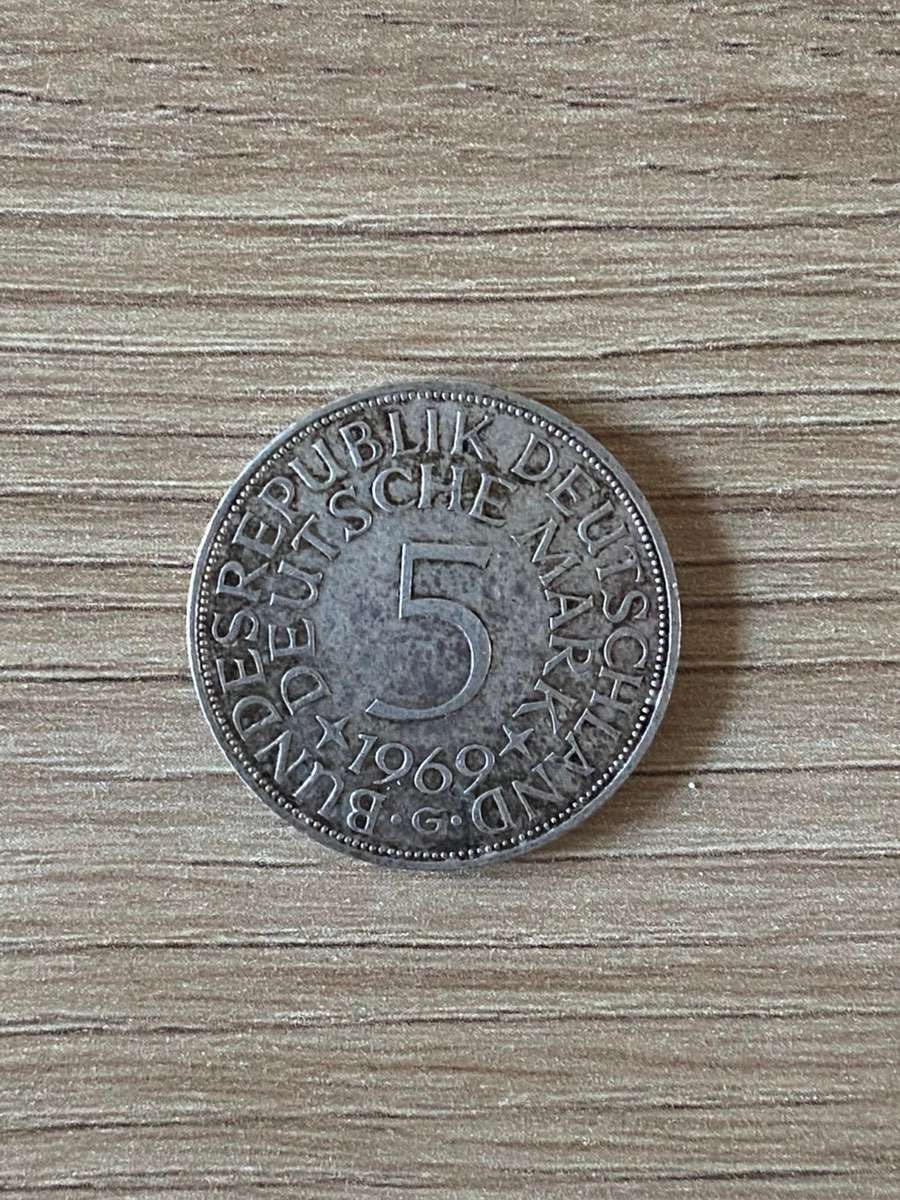 BUNDESREPUBLIK DEUTSCHLAND
DEUTSCHE MARK
5
1969
·G·